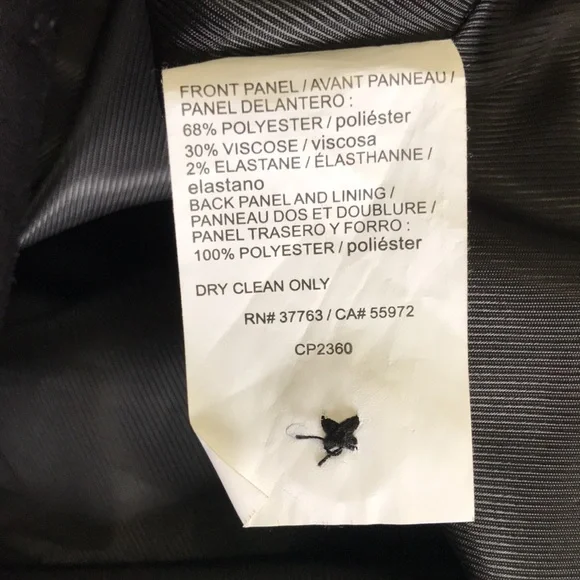 FRONT PANEL / AVANT PANNEAU /
PANEL DELANTERO :
68% POLYESTER / poliéster
30% VISCOSE / viscosa
2% ELASTANE / ÉLASTHANNE /
elastano
BACK PANEL AND LINING /
PANNEAU DOS ET DOUBLURE /
PANEL TRASERO Y FORRO :
100% POLYESTER / poliéster
DRY CLEAN ONLY
RN# 37763 / CA# 55972
CP2360